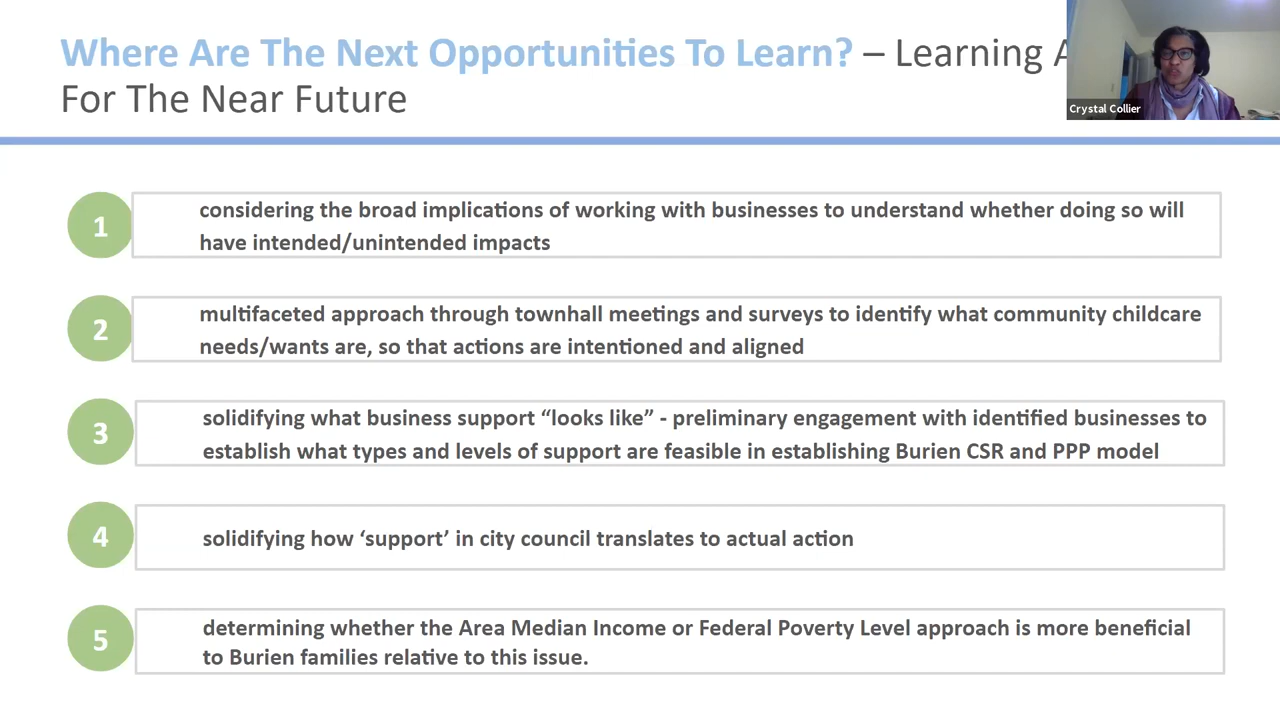 Where Are The Next Opportunities To Learn? – Learning
For The Near Future
Crystal Collier
1
considering the broad implications of working with businesses to understand whether doing so will
have intended/unintended impacts
2
multifaceted approach through townhall meetings and surveys to identify what community childcare
needs/wants are, so that actions are intentioned and aligned
3
solidifying what business support “looks like” - preliminary engagement with identified businesses to
establish what types and levels of support are feasible in establishing Burien CSR and PPP model
4
solidifying how ‘support’ in city council translates to actual action
5
determining whether the Area Median Income or Federal Poverty Level approach is more beneficial
to Burien families relative to this issue.